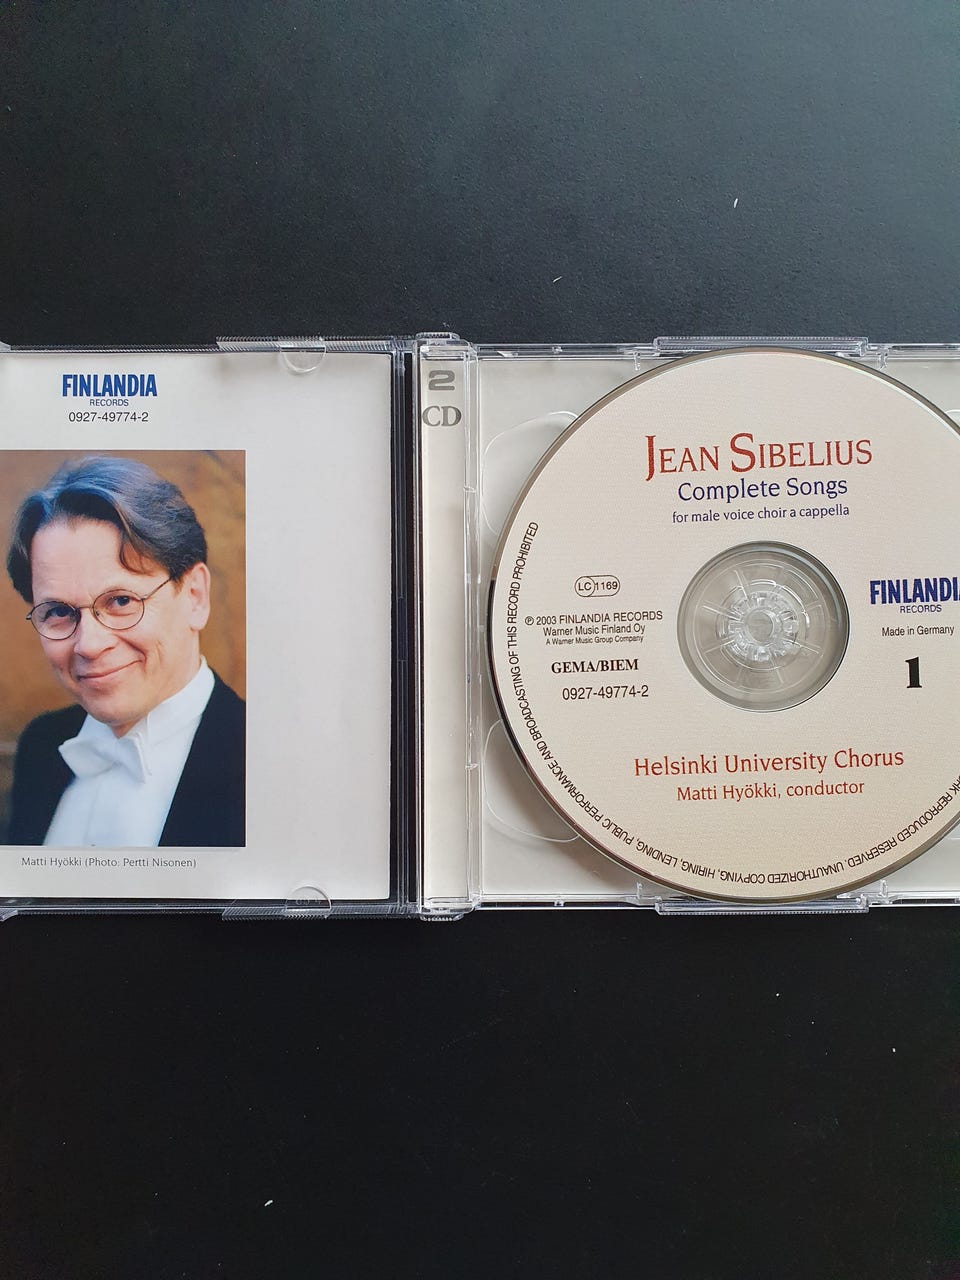 FINLANDIA
RECORDS
0927-49774-2
Matti Hyökki (Photo: Pertti Nisonen)
2
CD
JEAN SIBELIUS
Complete Songs
for male voice choir a cappella
LC 1169
℗ 2003 FINLANDIA RECORDS
Warner Music Finland Oy
A Warner Music Group Company
GEMA/BIEM
0927-49774-2
FINLANDIA
RECORDS
Made in Germany
1
Helsinki University Chorus
Matti Hyökki, conductor
REPRODUCED RESERVED. UNAUTHORIZED COPYING, HIRING, LENDING, PUBLIC PERFORMANCE AND BROADCASTING OF THIS RECORD PROHIBITED